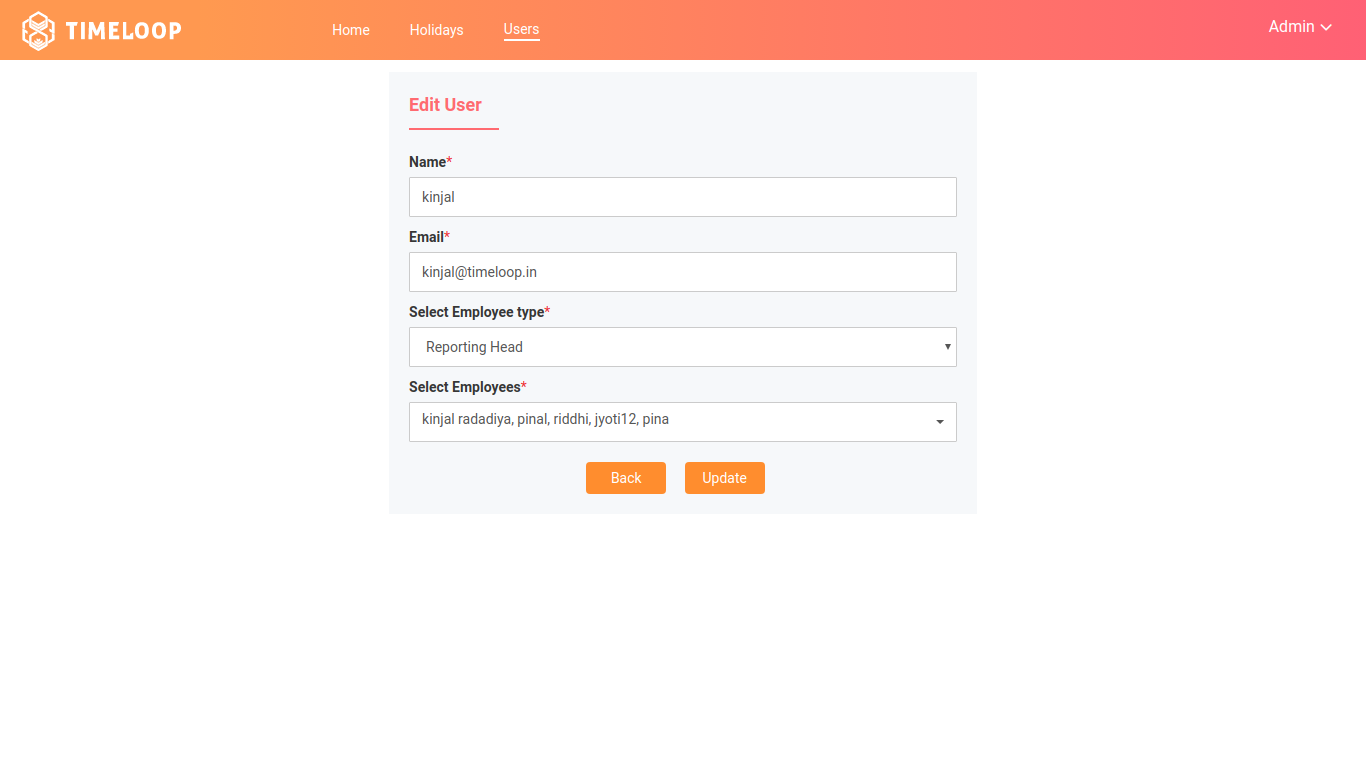 TIMELOOP Home Holidays Users Admin
Edit User
Name*
kinjal
Email*
kinjal@timeloop.in
Select Employee type*
Reporting Head
Select Employees*
kinjal radadiya, pinal, riddhi, jyoti12, pina
Back Update